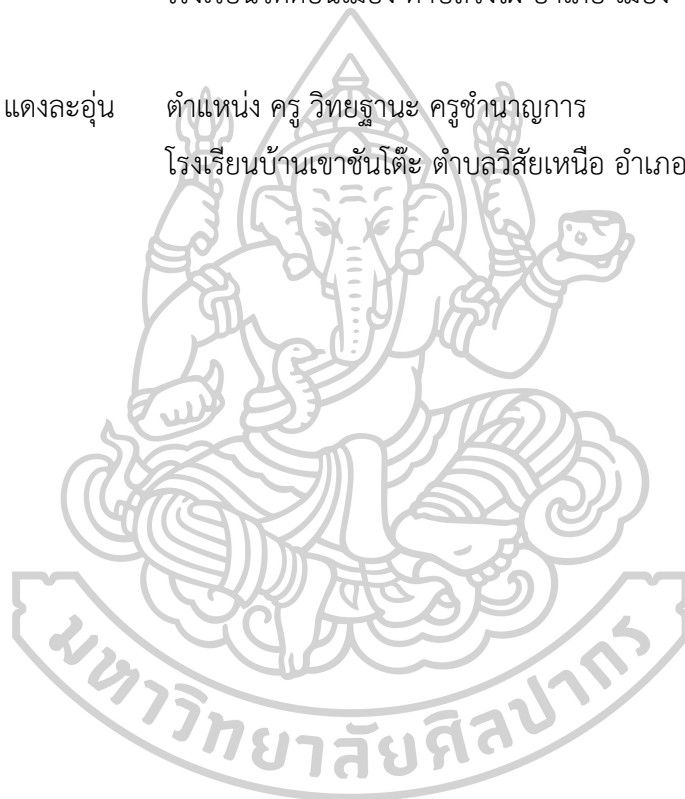 แดงละอุ่น ตำแหน่ง ครู วิทยฐานะ ครูชำนาญการ
โรงเรียนบ้านเขาชันโต๊ะ ตำบลวิสัยเหนือ อำเภอ
มหาวิทยาลัยศิลปากร